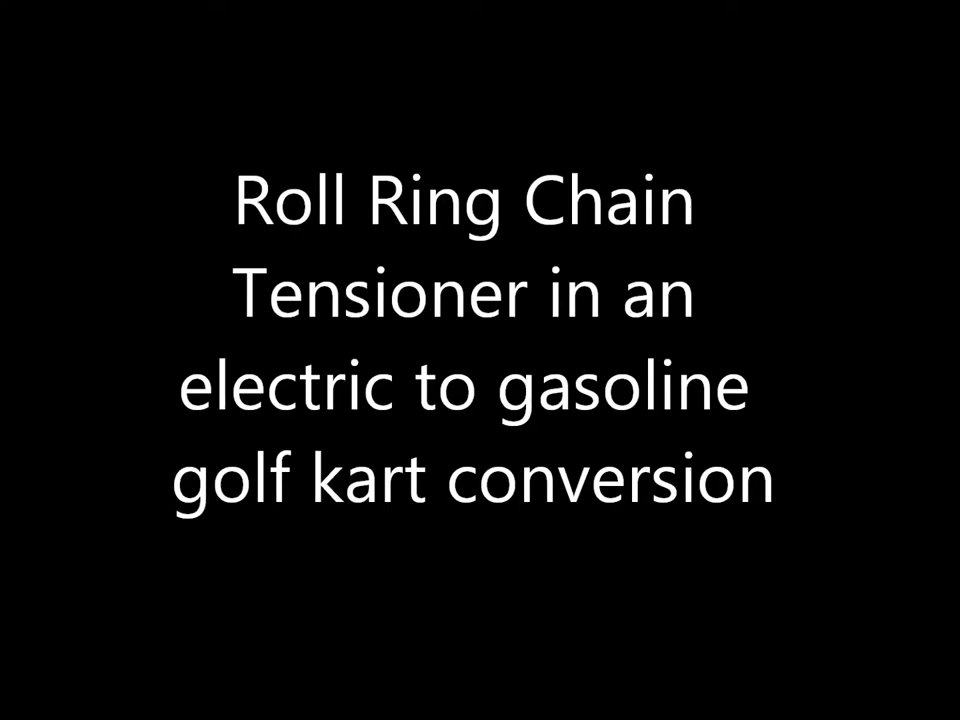 Roll Ring Chain
Tensioner in an
electric to gasoline
golf kart conversion